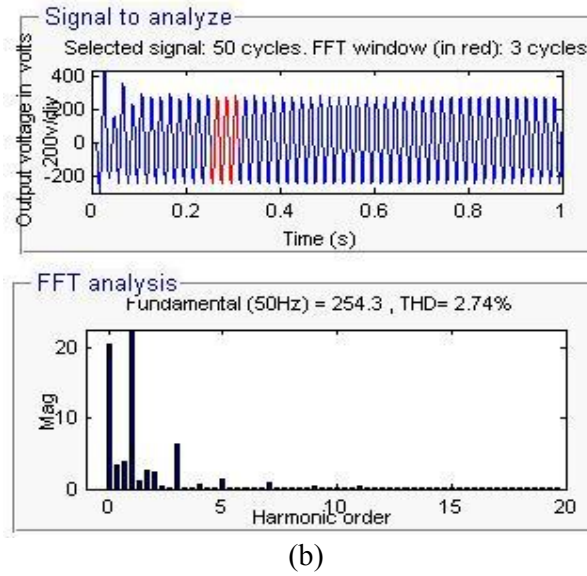 Signal to analyze
Selected signal: 50 cycles. FFT window (in red): 3 cycles
Output voltage in volts
200v/div
400
200
0
-200
0 0.2 0.4 0.6 0.8 1
Time (s)
FFT analysis
Fundamental (50Hz) = 254.3 , THD= 2.74%
Mag
20
10
0
0 5 10 15 20
Harmonic order
(b)